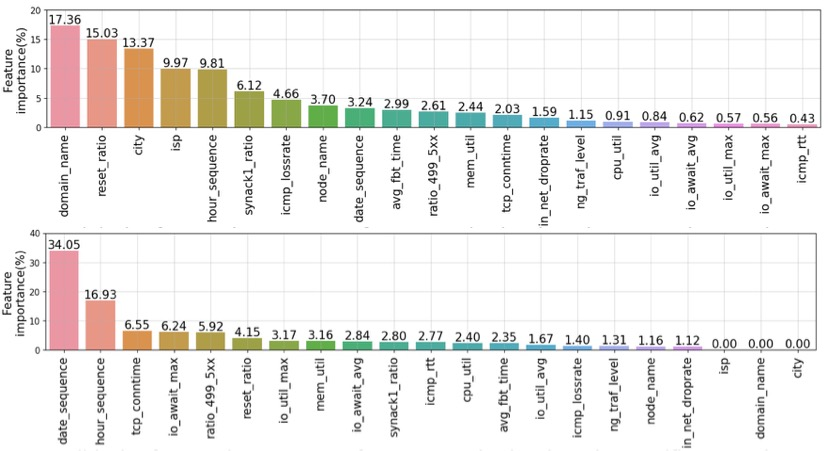 Feature
importance(%)
20
15
10
5
0
17.36 15.03 13.37 9.97 9.81 6.12 4.66 3.70 3.24 2.99 2.61 2.44 2.03 1.59 1.15 0.91 0.84 0.62 0.57 0.56 0.43
domain_name reset_ratio city isp hour_sequence synack1_ratio icmp_lossrate node_name date_sequence avg_fbt_time ratio_499_5xx mem_util tcp_conntime in_net_droprate ng_traf_level cpu_util io_util_avg io_await_avg io_util_max io_await_max icmp_rtt
Feature
importance(%)
40
30
20
10
0
34.05 16.93 6.55 6.24 5.92 4.15 3.17 3.16 2.84 2.80 2.77 2.40 2.35 1.67 1.40 1.31 1.16 1.12 0.00 0.00 0.00
date_sequence hour_sequence tcp_conntime io_await_max ratio_499_5xx reset_ratio io_util_max mem_util io_await_avg synack1_ratio icmp_rtt cpu_util avg_fbt_time io_util_avg icmp_lossrate ng_traf_level node_name in_net_droprate isp domain_name city